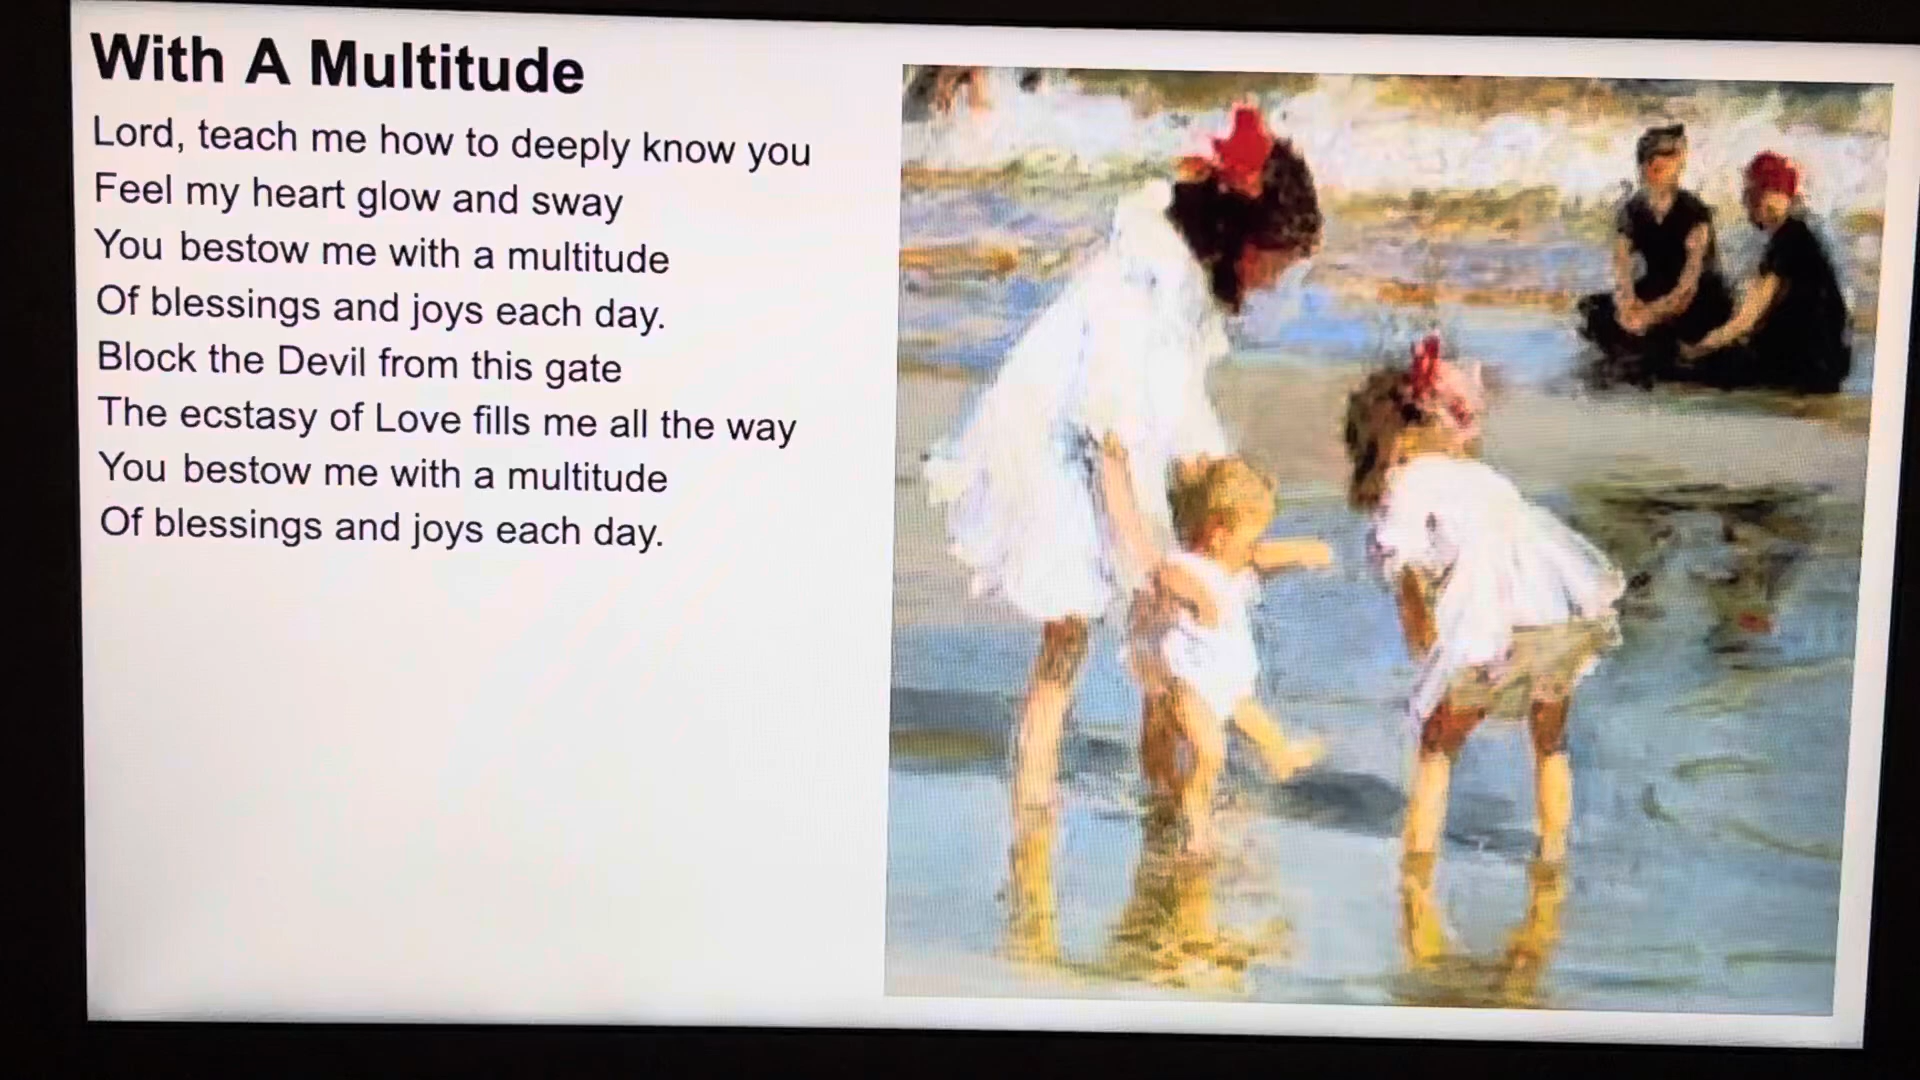 With A Multitude
Lord, teach me how to deeply know you
Feel my heart glow and sway
You bestow me with a multitude
Of blessings and joys each day.
Block the Devil from this gate
The ecstasy of Love fills me all the way
You bestow me with a multitude
Of blessings and joys each day.